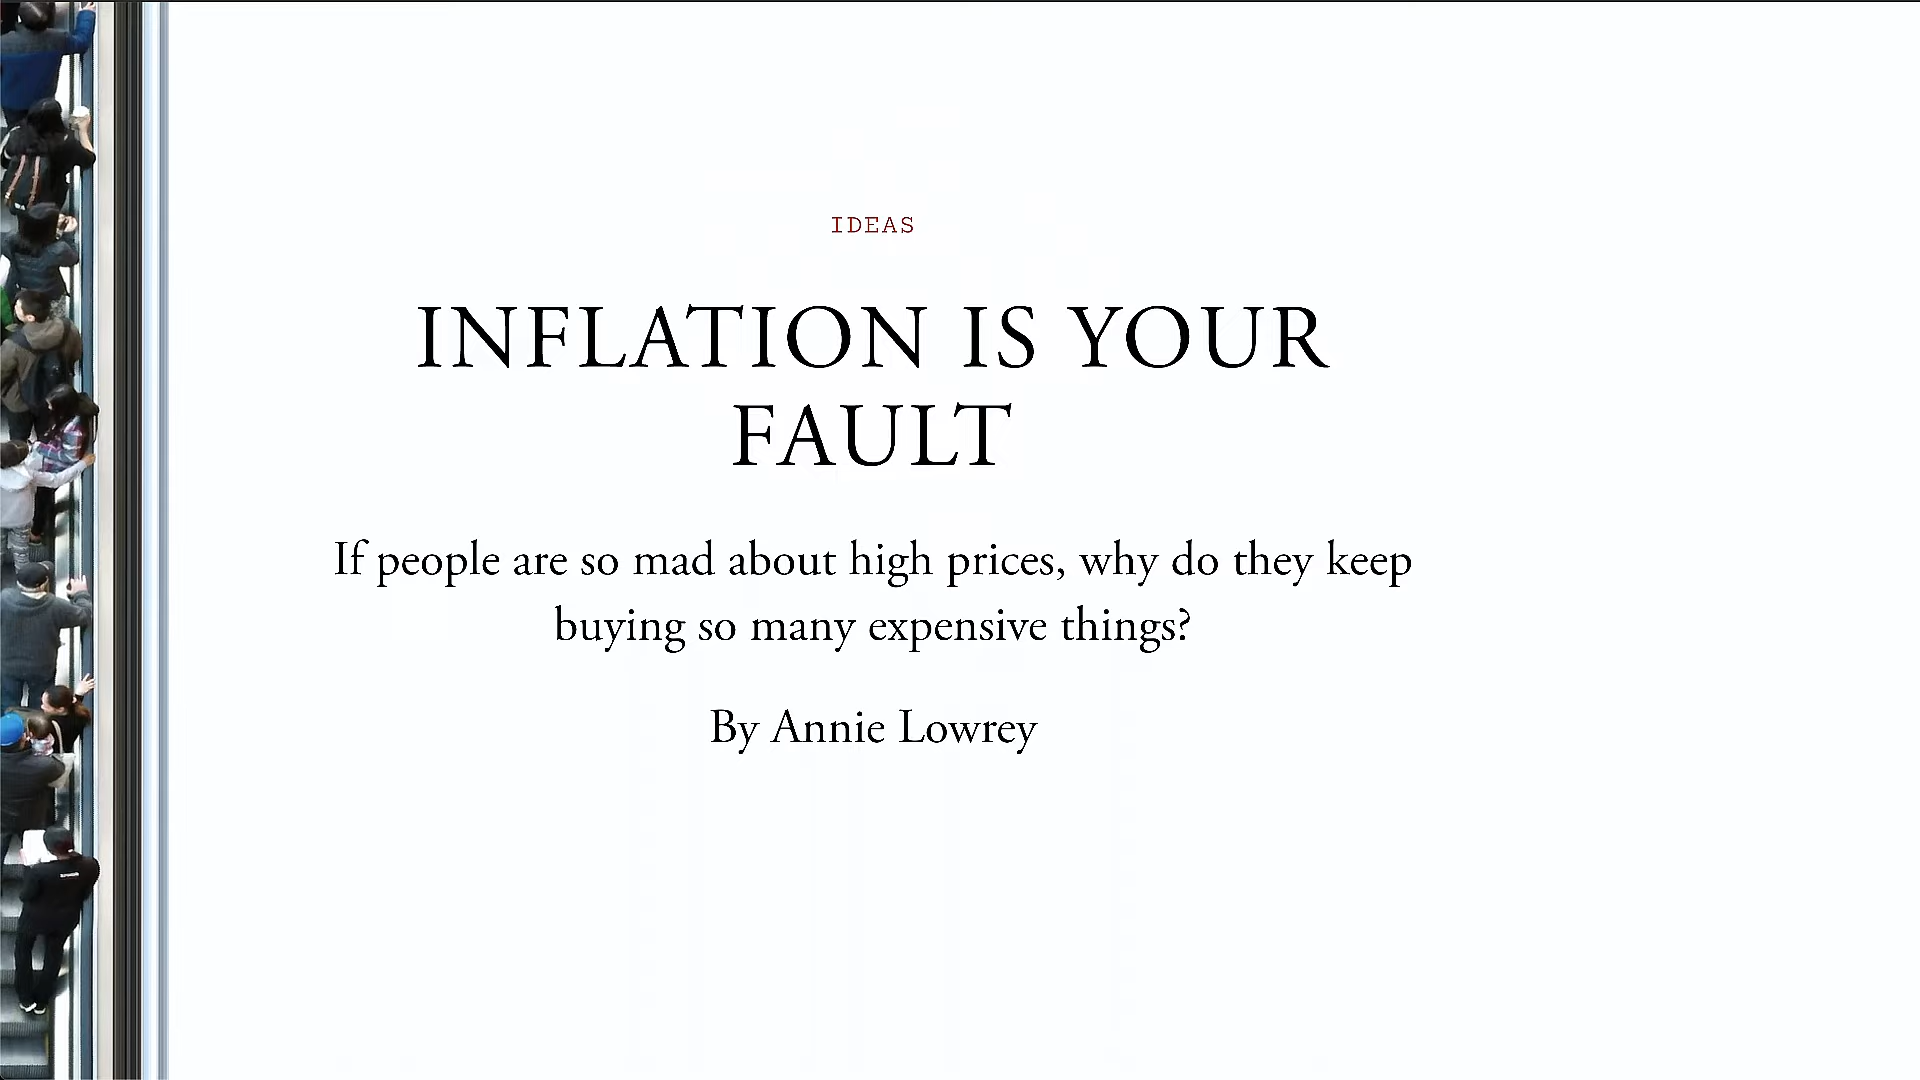 IDEAS
INFLATION IS YOUR
FAULT
If people are so mad about high prices, why do they keep
buying so many expensive things?
By Annie Lowrey